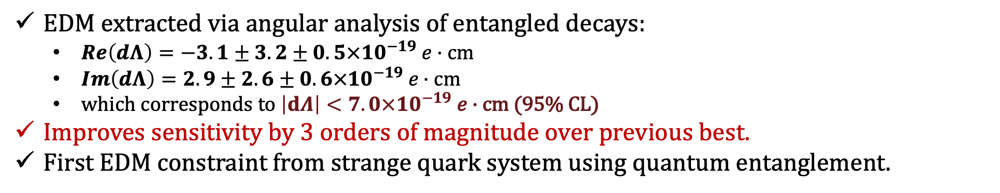 ✓ EDM extracted via angular analysis of entangled decays:
• Re(dΛ) = −3.1 ± 3.2 ± 0.5×10⁻¹⁹ e · cm
• Im(dΛ) = 2.9 ± 2.6 ± 0.6×10⁻¹⁹ e · cm
• which corresponds to |dΛ| < 7.0×10⁻¹⁹ e · cm (95% CL)
✓ Improves sensitivity by 3 orders of magnitude over previous best.
✓ First EDM constraint from strange quark system using quantum entanglement.